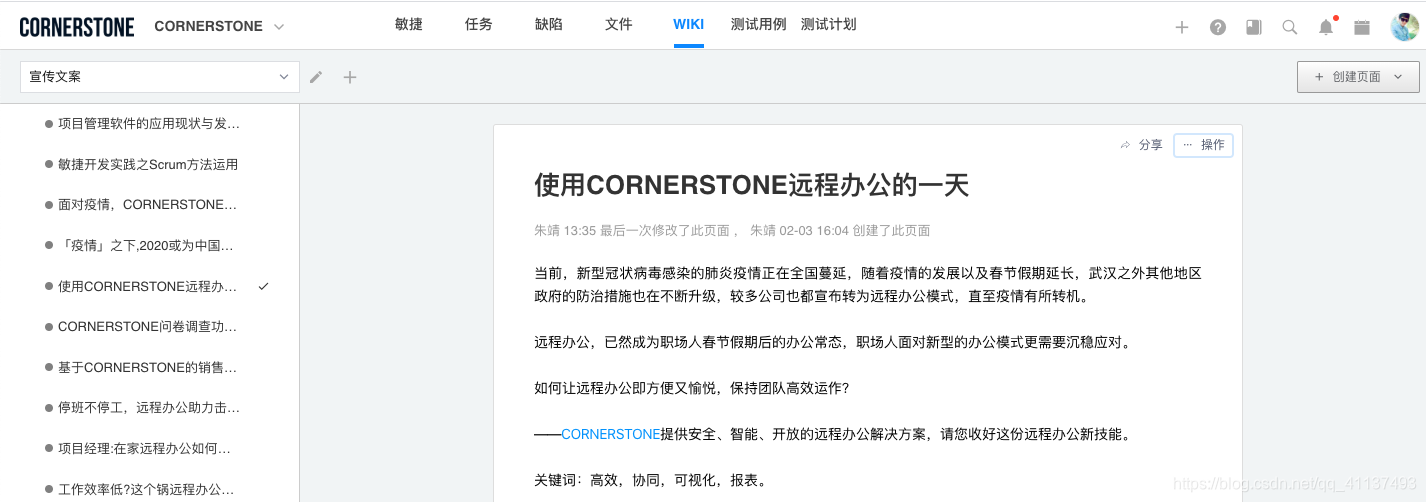 CORNERSTONE CORNERSTONE 敏捷 任务 缺陷 文件 WIKI 测试用例 测试计划
宣传文案 创建页面
项目管理软件的应用现状与发…
敏捷开发实践之Scrum方法运用
面对疫情，CORNERSTONE…
「疫情」之下,2020或为中国…
使用CORNERSTONE远程办…
CORNERSTONE问卷调查功…
基于CORNERSTONE的销售…
停班不停工，远程办公助力击…
项目经理:在家远程办公如何…
工作效率低?这个锅远程办公…
分享 ··· 操作
使用CORNERSTONE远程办公的一天
朱靖 13:35 最后一次修改了此页面 ， 朱靖 02-03 16:04 创建了此页面
当前，新型冠状病毒感染的肺炎疫情正在全国蔓延，随着疫情的发展以及春节假期延长，武汉之外其他地区
政府的防治措施也在不断升级，较多公司也都宣布转为远程办公模式，直至疫情有所转机。
远程办公，已然成为职场人春节假期后的办公常态，职场人面对新型的办公模式更需要沉稳应对。
如何让远程办公即方便又愉悦，保持团队高效运作?
——CORNERSTONE提供安全、智能、开放的远程办公解决方案，请您收好这份远程办公新技能。
关键词：高效，协同，可视化，报表。
https://blog.csdn.net/qq_41137493